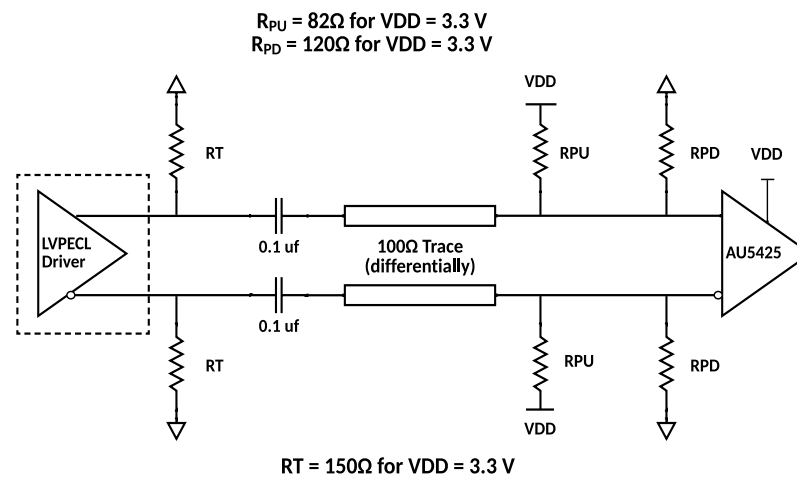 RPU = 82Ω for VDD = 3.3 V
RPD = 120Ω for VDD = 3.3 V
VDD
RT
RPU
RPD
VDD
LVPECL
Driver
0.1 uf
100Ω Trace
(differentially)
AU5425
0.1 uf
RT
RPU
RPD
VDD
RT = 150Ω for VDD = 3.3 V